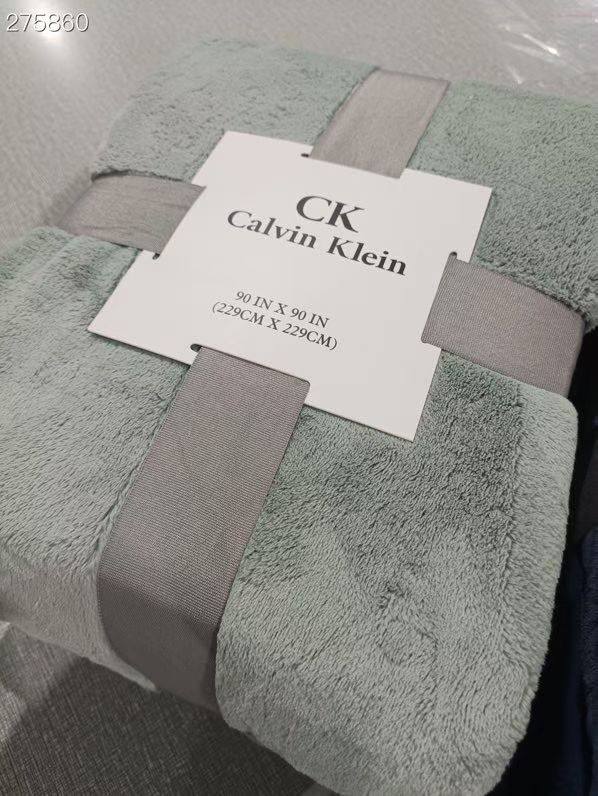 275860
CK
Calvin Klein
90 IN X 90 IN
(229CM X 229CM)